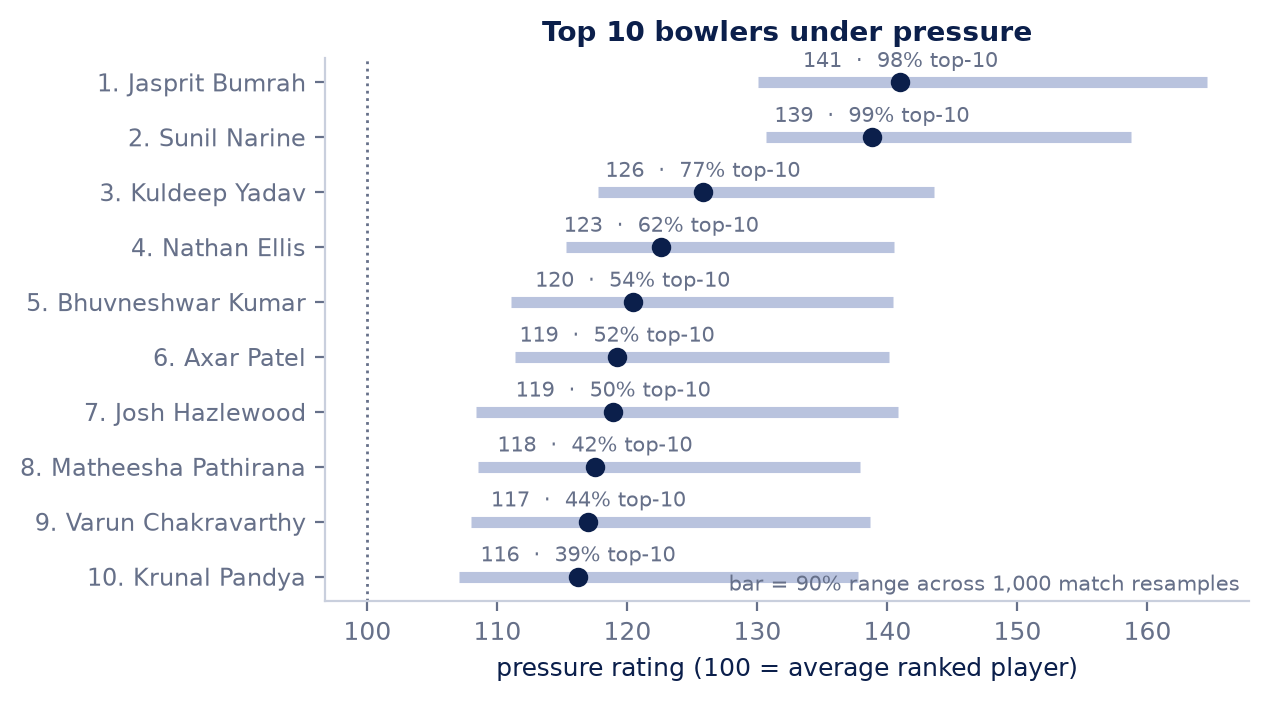 Top 10 bowlers under pressure
141 · 98% top-10
1. Jasprit Bumrah
139 · 99% top-10
2. Sunil Narine
126 · 77% top-10
3. Kuldeep Yadav
123 · 62% top-10
4. Nathan Ellis
120 · 54% top-10
5. Bhuvneshwar Kumar
119 · 52% top-10
6. Axar Patel
119 · 50% top-10
7. Josh Hazlewood
118 · 42% top-10
8. Matheesha Pathirana
117 · 44% top-10
9. Varun Chakravarthy
116 · 39% top-10
10. Krunal Pandya
bar = 90% range across 1,000 match resamples
100 110 120 130 140 150 160
pressure rating (100 = average ranked player)